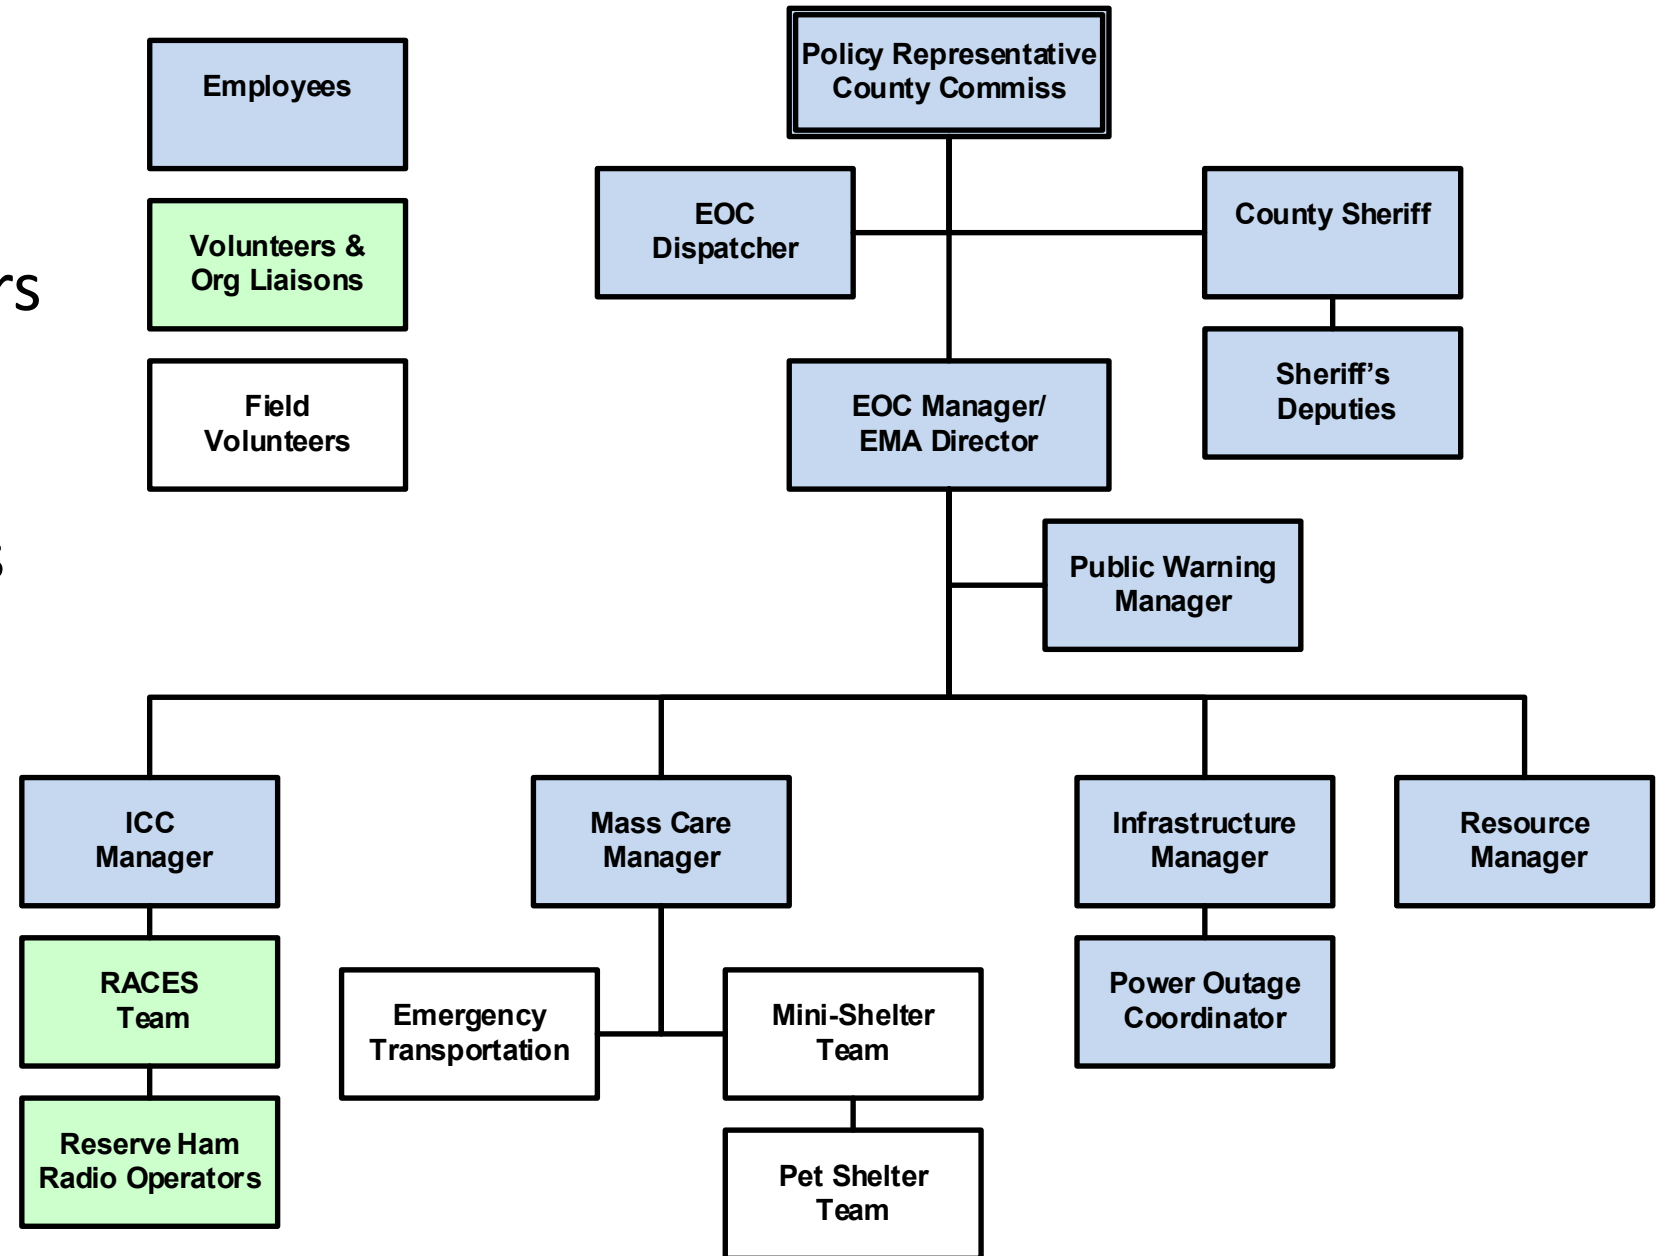 Employees
Volunteers &
Org Liaisons
Field
Volunteers
rs
s
Policy Representative
County Commiss
EOC
Dispatcher
County Sheriff
Sheriff's
Deputies
EOC Manager/
EMA Director
Public Warning
Manager
ICC
Manager
Mass Care
Manager
Infrastructure
Manager
Resource
Manager
RACES
Team
Emergency
Transportation
Mini-Shelter
Team
Power Outage
Coordinator
Reserve Ham
Radio Operators
Pet Shelter
Team